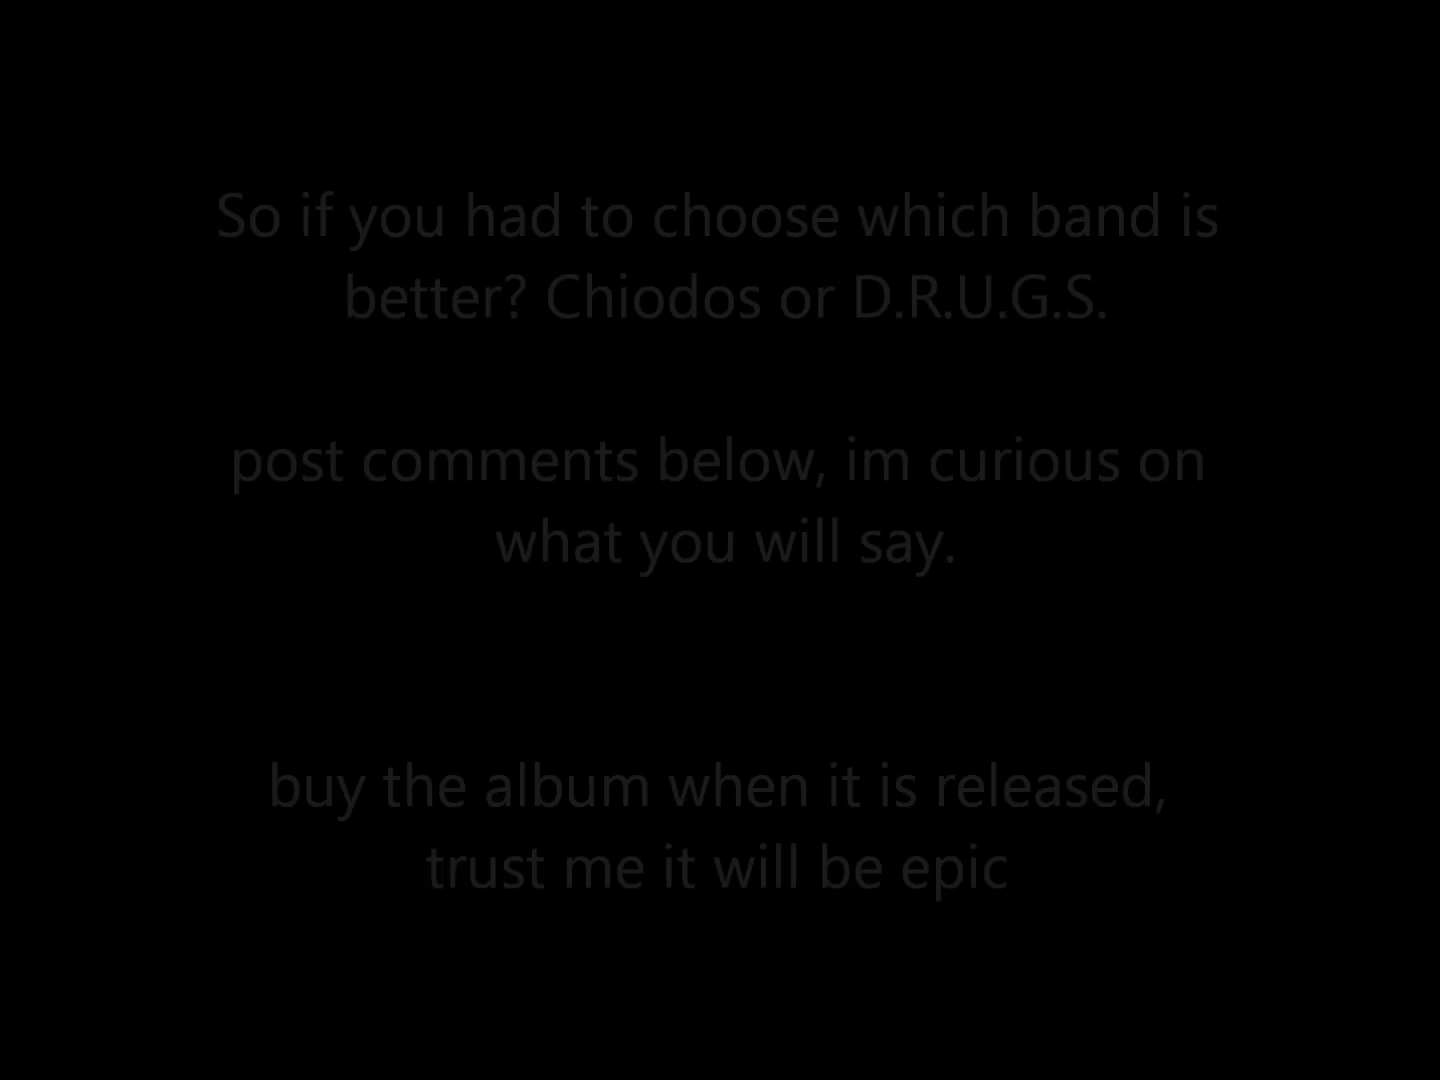 So if you had to choose which band is
better? Chiodos or D.R.U.G.S.
post comments below, im curious on
what you will say.
buy the album when it is released,
trust me it will be epic